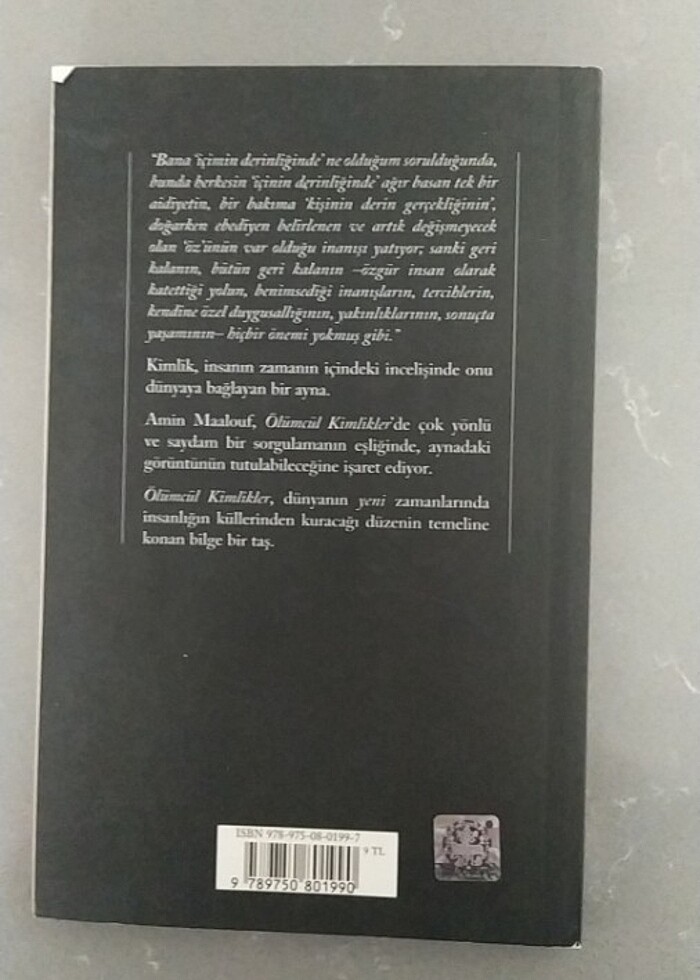 "Bana 'içimin derinliğinde' ne olduğum sorulduğunda,
bunda herkesin 'içinin derinliğinde' ağır basan tek bir
aidiyetin, bir bakıma 'kişinin derin gerçekliğinin',
doğarken ebediyen belirlenen ve artık değişmeyecek
olan 'öz'ünün var olduğu inanışı yatıyor; sanki geri
kalanın, bütün geri kalanın –özgür insan olarak
katettiği yolun, benimsediği inanışların, tercihlerin,
kendine özel duygusallığının, yakınlıklarının, sonuçta
yaşamının– hiçbir önemi yokmuş gibi."
Kimlik, insanın zamanın içindeki incelişinde onu
dünyaya bağlayan bir ayna.
Amin Maalouf, Ölümcül Kimlikler'de çok yönlü
ve saydam bir sorgulamanın eşliğinde, aynadaki
görüntünün tutulabileceğine işaret ediyor.
Ölümcül Kimlikler, dünyanın yeni zamanlarında
insanlığın küllerinden kuracağı düzenin temeline
konan bilge bir taş.
ISBN 978-975-08-0199-7
9 TL
9 789750 801990